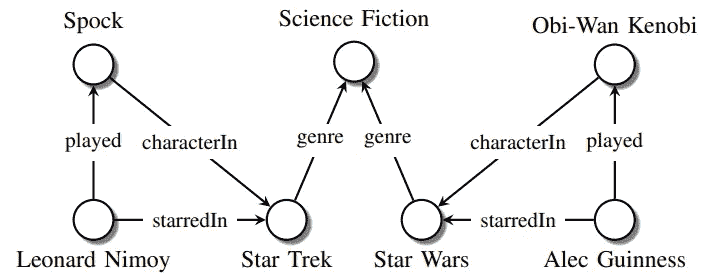 Spock
Science Fiction
Obi-Wan Kenobi
played
characterIn
genre
genre
characterIn
played
starredIn
starredIn
Leonard Nimoy
Star Trek
Star Wars
Alec Guinness